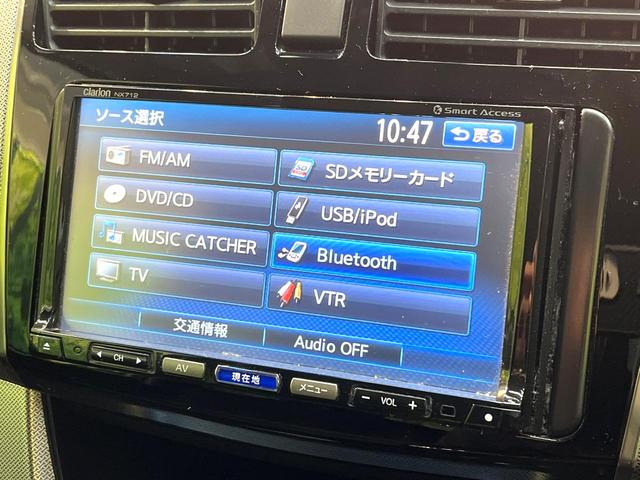 clarion NX712
Smart Access
ソース選択
10:47
戻る
FM/AM
SDメモリーカード
DVD/CD
USB/iPod
MUSIC CATCHER
Bluetooth
TV
VTR
交通情報
Audio OFF
CH
AV
現在地
メニュー
− VOL +